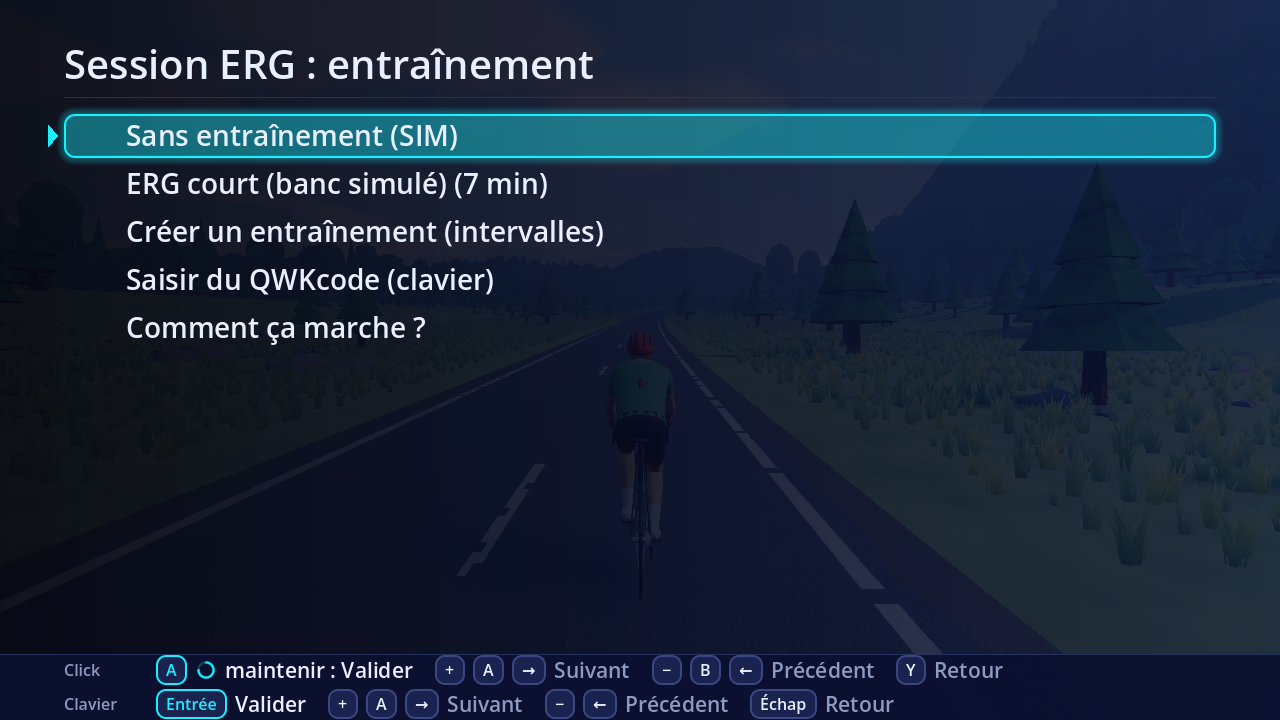 Session ERG : entraînement
Sans entraînement (SIM)
ERG court (banc simulé) (7 min)
Créer un entraînement (intervalles)
Saisir du QWKcode (clavier)
Comment ça marche ?
Click A maintenir : Valider + A → Suivant − B ← Précédent Y Retour
Clavier Entrée Valider + A → Suivant − ← Précédent Échap Retour